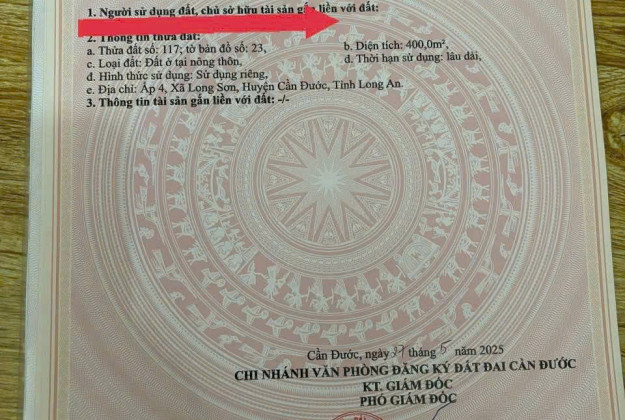 1. Người sử dụng đất, chủ sở hữu tài sản gắn liền với đất:
2. Thông tin thửa đất:
a. Thửa đất số: 117; tờ bản đồ số: 23,
b. Diện tích: 400,0m²,
c. Loại đất: Đất ở tại nông thôn,
d. Thời hạn sử dụng: lâu dài,
đ. Hình thức sử dụng: Sử dụng riêng,
e. Địa chỉ: Ấp 4, Xã Long Sơn, Huyện Cần Đước, Tỉnh Long An.
3. Thông tin tài sản gắn liền với đất: -/-
Cần Đước, ngày 27 tháng 5 năm 2025
CHI NHÁNH VĂN PHÒNG ĐĂNG KÝ ĐẤT ĐAI CẦN ĐƯỚC
KT. GIÁM ĐỐC
PHÓ GIÁM ĐỐC